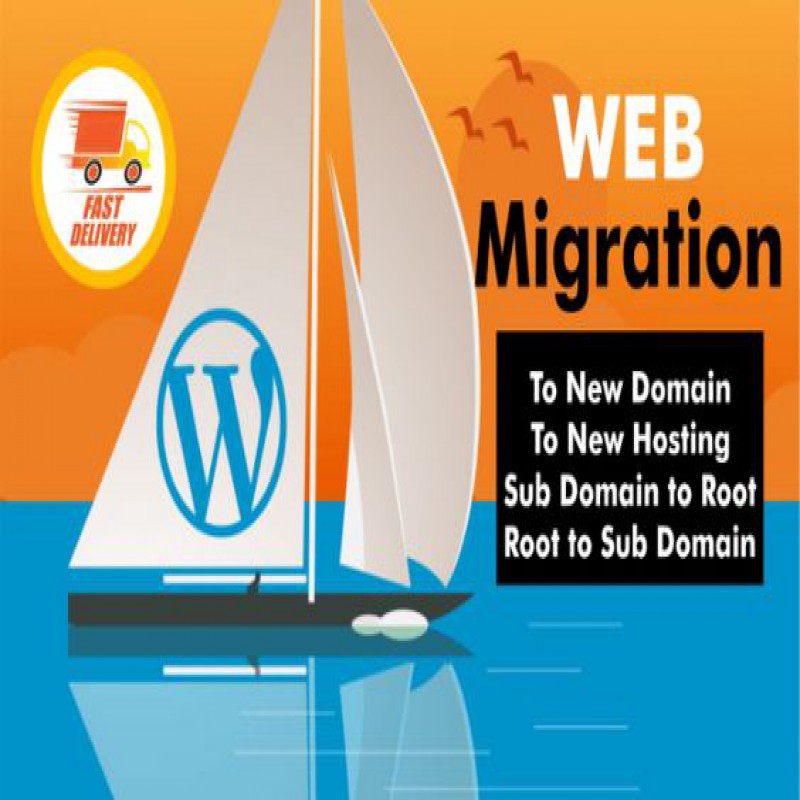 FAST
DELIVERY
W
WEB
Migration
To New Domain
To New Hosting
Sub Domain to Root
Root to Sub Domain